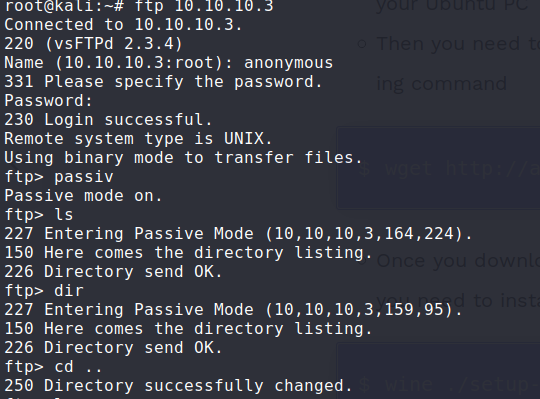 root@kali:~# ftp 10.10.10.3
Connected to 10.10.10.3.
220 (vsFTPd 2.3.4)
Name (10.10.10.3:root): anonymous
331 Please specify the password.
Password:
230 Login successful.
Remote system type is UNIX.
Using binary mode to transfer files.
ftp> passiv
Passive mode on.
ftp> ls
227 Entering Passive Mode (10,10,10,3,164,224).
150 Here comes the directory listing.
226 Directory send OK.
ftp> dir
227 Entering Passive Mode (10,10,10,3,159,95).
150 Here comes the directory listing.
226 Directory send OK.
ftp> cd ..
250 Directory successfully changed.
your Ubuntu PC
Then you need to
ing command
$ wget http://
Once you downl
you need to inst
$ wine ./setup